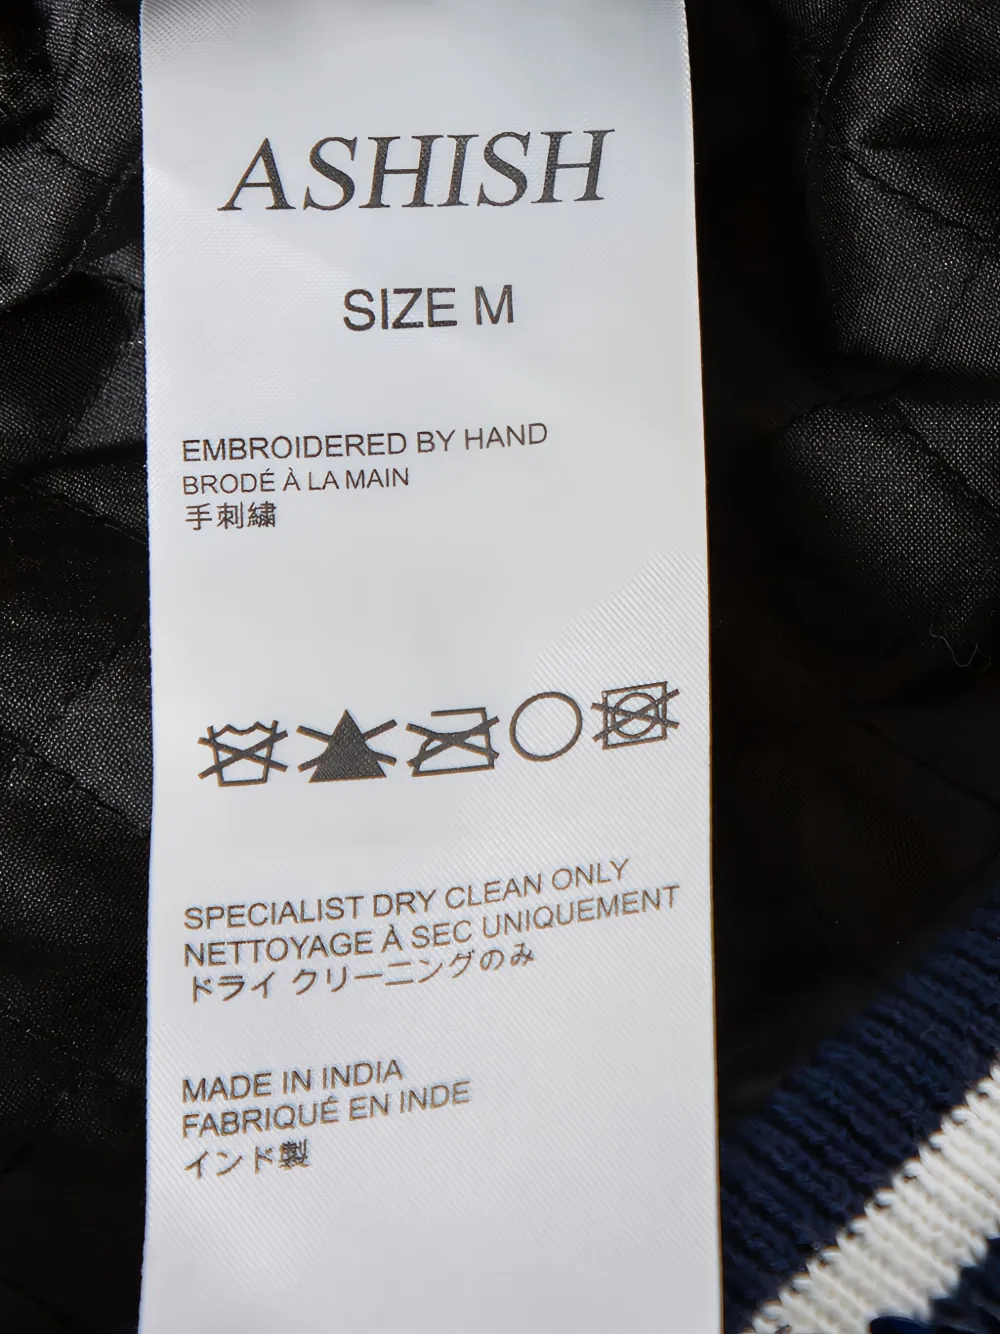 ASHISH
SIZE M
EMBROIDERED BY HAND
BRODÉ À LA MAIN
手刺繍
SPECIALIST DRY CLEAN ONLY
NETTOYAGE À SEC UNIQUEMENT
ドライ クリーニングのみ
MADE IN INDIA
FABRIQUÉ EN INDE
インド製